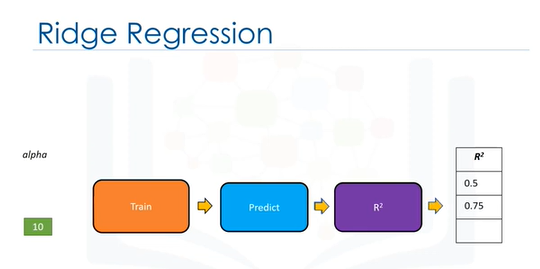 Ridge Regression
alpha
10
Train
Predict
R²
R²
0.5
0.75